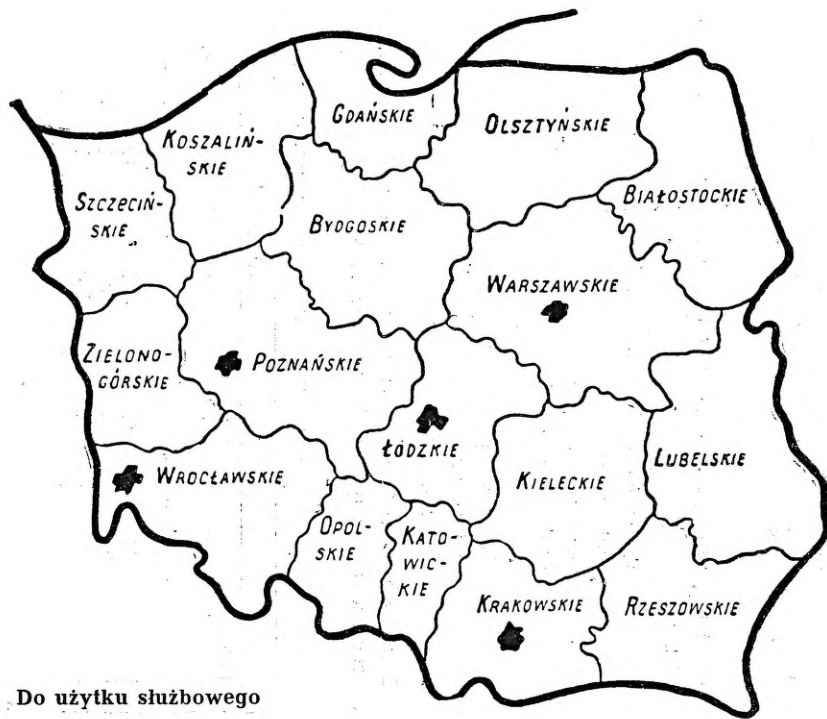 GDAŃSKIE
OLSZTYŃSKIE
KOSZALIŃ-
SKIE
SZCZECIŃ-
SKIE
BYDGOSKIE
BIAŁOSTOCKIE
WARSZAWSKIE
ZIELONO-
GÓRSKIE
POZNAŃSKIE
ŁÓDZKIE
WROCŁAWSKIE
KIELECKIE
LUBELSKIE
OPOL-
SKIE
KATO-
WIC-
KIE
KRAKOWSKIE
RZESZOWSKIE
Do użytku służbowego